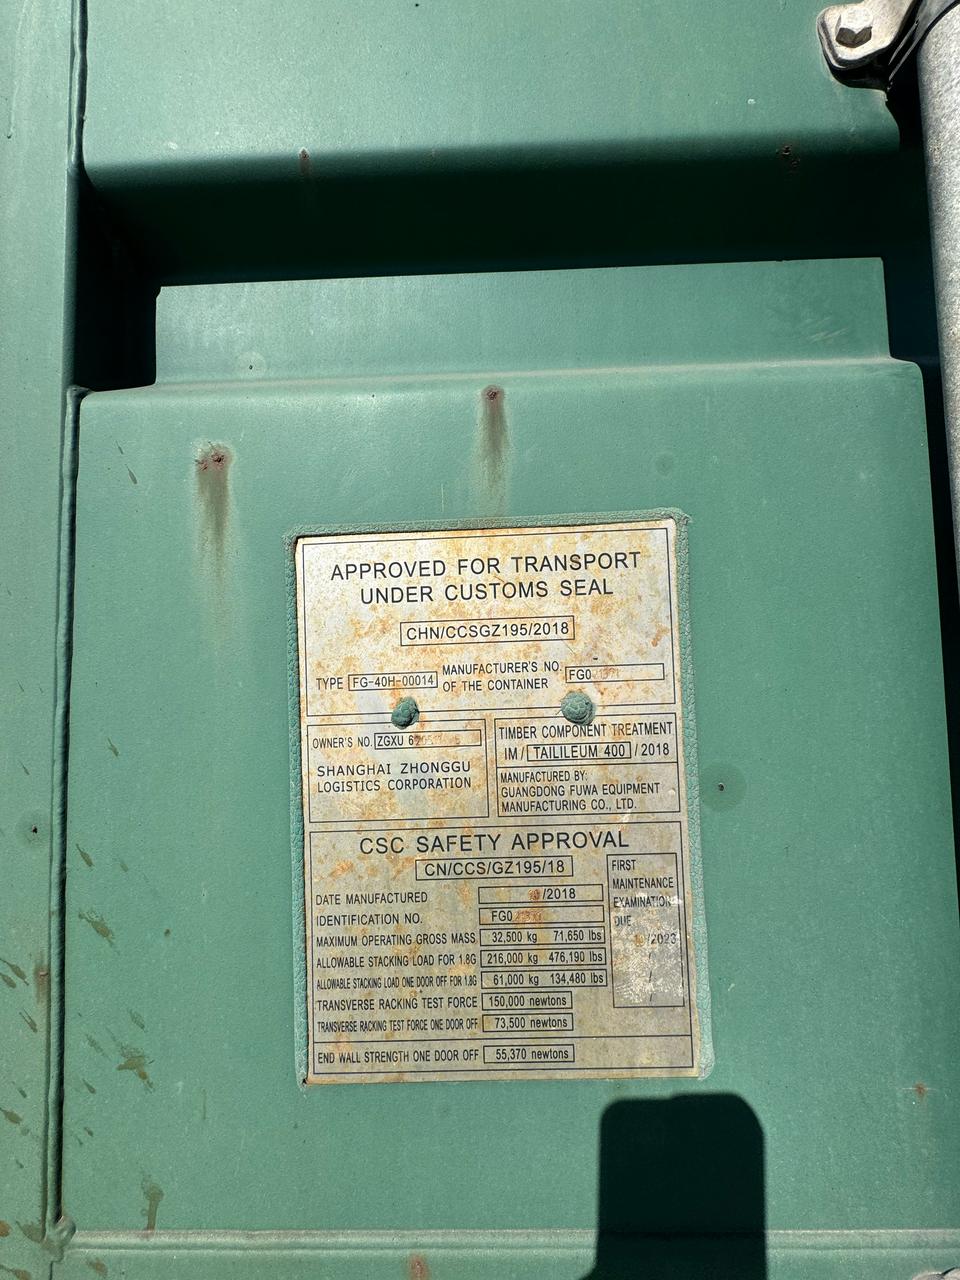 APPROVED FOR TRANSPORT
UNDER CUSTOMS SEAL
CHN/CCSGZ195/2018
TYPE FG-40H-00014 MANUFACTURER'S NO. OF THE CONTAINER
OWNER'S NO. ZGXU
SHANGHAI ZHONGGU
LOGISTICS CORPORATION
TIMBER COMPONENT TREATMENT
IM / TAILILEUM 400 / 2018
MANUFACTURED BY:
GUANGDONG FUWA EQUIPMENT
MANUFACTURING CO., LTD.
CSC SAFETY APPROVAL
CN/CCS/GZ195/18
DATE MANUFACTURED /2018
IDENTIFICATION NO.
MAXIMUM OPERATING GROSS MASS 32,500 kg 71,650 lbs
ALLOWABLE STACKING LOAD FOR 1.8G 216,000 kg 476,190 lbs
ALLOWABLE STACKING LOAD ONE DOOR OFF FOR 1.8G 61,000 kg 134,480 lbs
TRANSVERSE RACKING TEST FORCE 150,000 newtons
TRANSVERSE RACKING TEST FORCE ONE DOOR OFF 73,500 newtons
END WALL STRENGTH ONE DOOR OFF 55,370 newtons
FIRST
MAINTENANCE
EXAMINATION
DUE
/2023